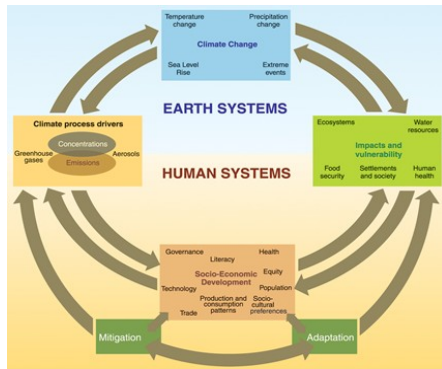 Temperature change
Precipitation change
Climate Change
Sea Level Rise
Extreme events
EARTH SYSTEMS
Climate process drivers
Concentrations
Greenhouse gases
Aerosols
Emissions
Ecosystems
Water resources
Impacts and vulnerability
Food security
Settlements and society
Human health
HUMAN SYSTEMS
Governance
Health
Literacy
Socio-Economic Development
Equity
Technology
Population
Production and consumption patterns
Socio-cultural preferences
Trade
Mitigation
Adaptation